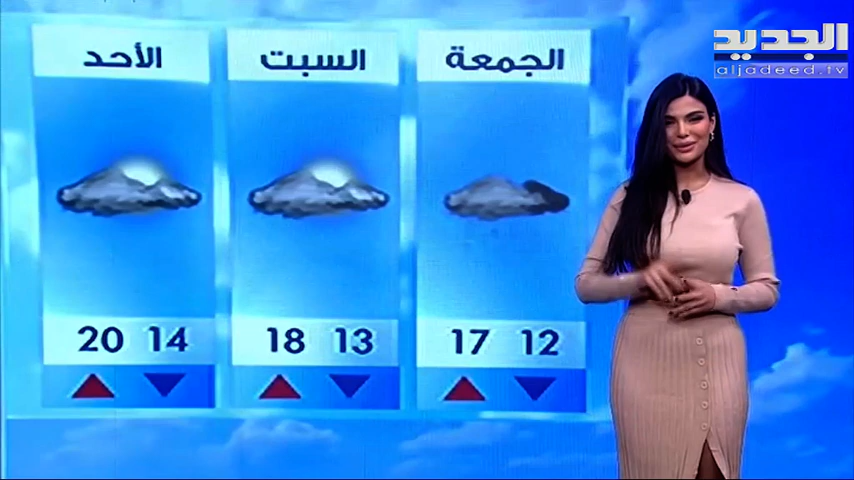 الجديد
aljadeed.tv
الجمعة
السبت
الأحد
17 12
18 13
20 14